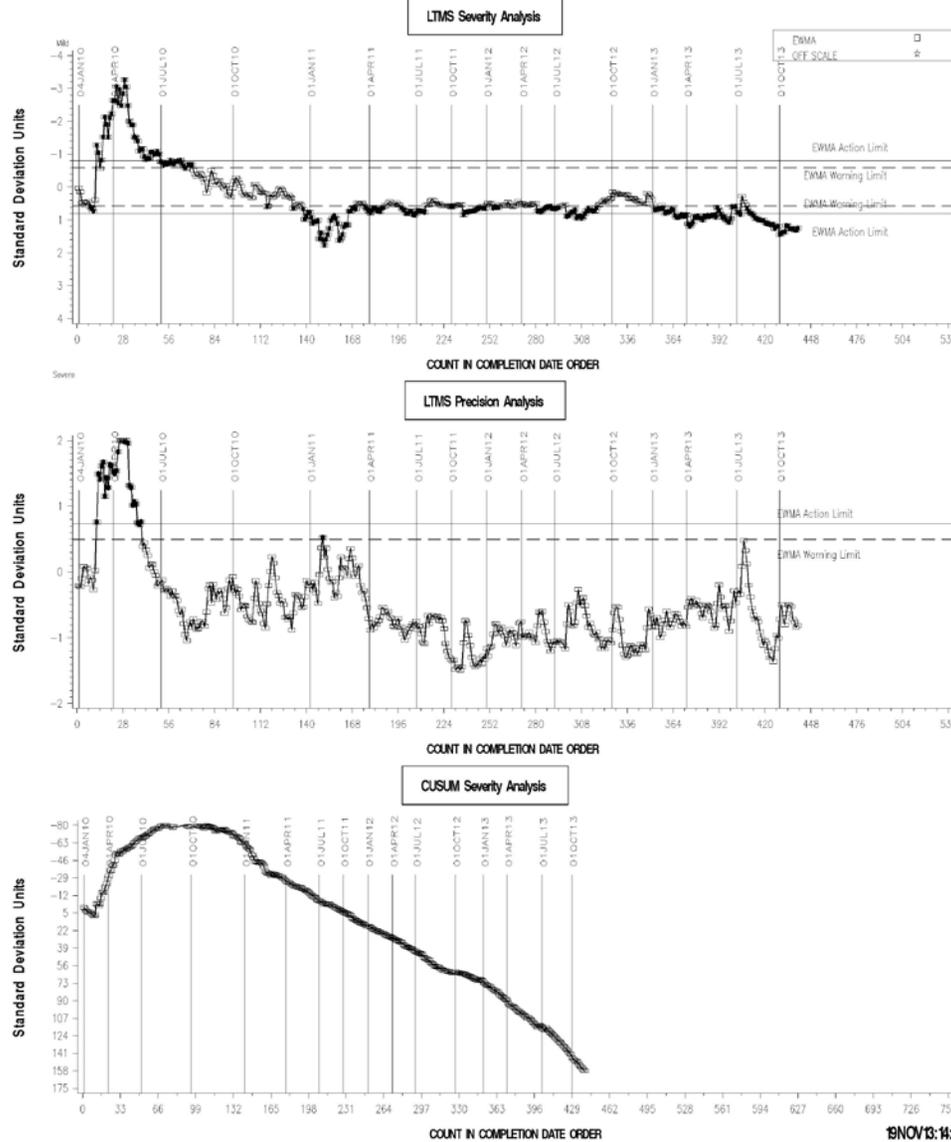 LTMS Severity Analysis
Mild
EWMA
OFF SCALE
04JAN10 01APR10 01JUL10 01OCT10 01JAN11 01APR11 01JUL11 01OCT11 01JAN12 01APR12 01JUL12 01OCT12 01JAN13 01APR13 01JUL13 01OCT13
Standard Deviation Units
-4
-3
-2
-1
0
1
2
3
4
EWMA Action Limit
EWMA Warning Limit
EWMA Warning Limit
EWMA Action Limit
0 28 56 84 112 140 168 196 224 252 280 308 336 364 392 420 448 476 504
COUNT IN COMPLETION DATE ORDER
Severe
LTMS Precision Analysis
04JAN10 01APR10 01JUL10 01OCT10 01JAN11 01APR11 01JUL11 01OCT11 01JAN12 01APR12 01JUL12 01OCT12 01JAN13 01APR13 01JUL13 01OCT13
Standard Deviation Units
2
1
0
-1
-2
EWMA Action Limit
EWMA Warning Limit
0 28 56 84 112 140 168 196 224 252 280 308 336 364 392 420 448 476 504
COUNT IN COMPLETION DATE ORDER
CUSUM Severity Analysis
04JAN10 01APR10 01JUL10 01OCT10 01JAN11 01APR11 01JUL11 01OCT11 01JAN12 01APR12 01JUL12 01OCT12 01JAN13 01APR13 01JUL13 01OCT13
Standard Deviation Units
-80
-63
-46
-29
-12
5
22
39
56
73
90
107
124
141
158
175
0 33 66 99 132 165 198 231 264 297 330 363 396 429 462 495 528 561 594 627 660 693 726
COUNT IN COMPLETION DATE ORDER
19NOV13:14